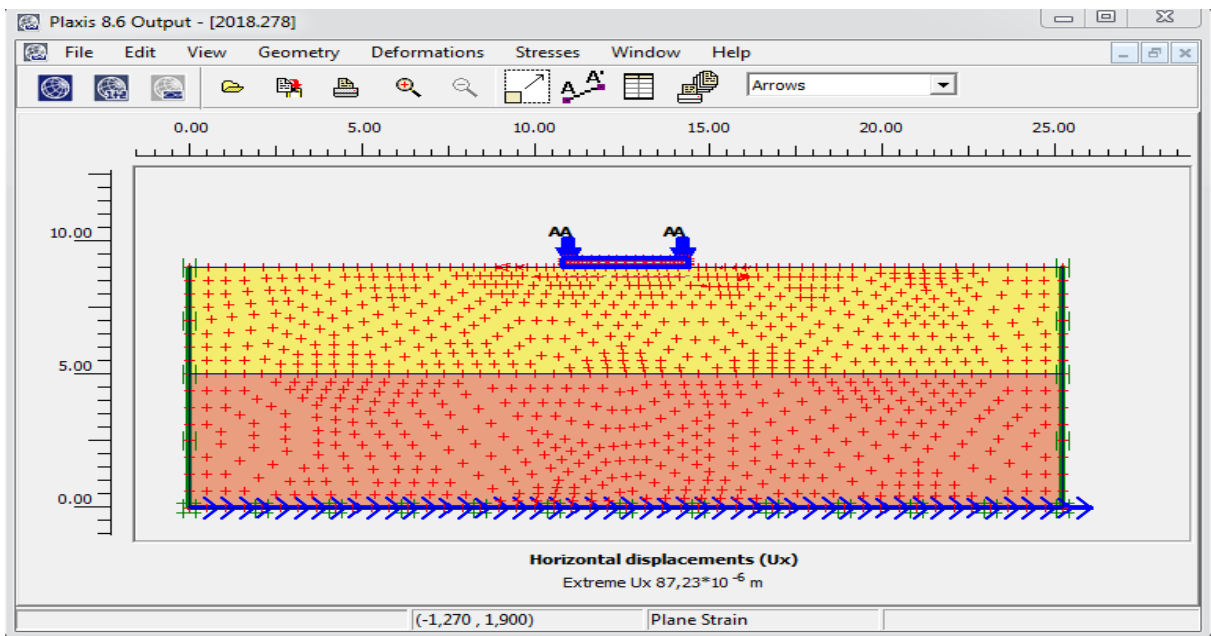 Plaxis 8.6 Output - [2018.278]
File Edit View Geometry Deformations Stresses Window Help
Arrows
0.00 5.00 10.00 15.00 20.00 25.00
10.00
AA AA
5.00
0.00
Horizontal displacements (Ux)
Extreme Ux 87,23*10 -6 m
(-1,270 , 1,900) Plane Strain